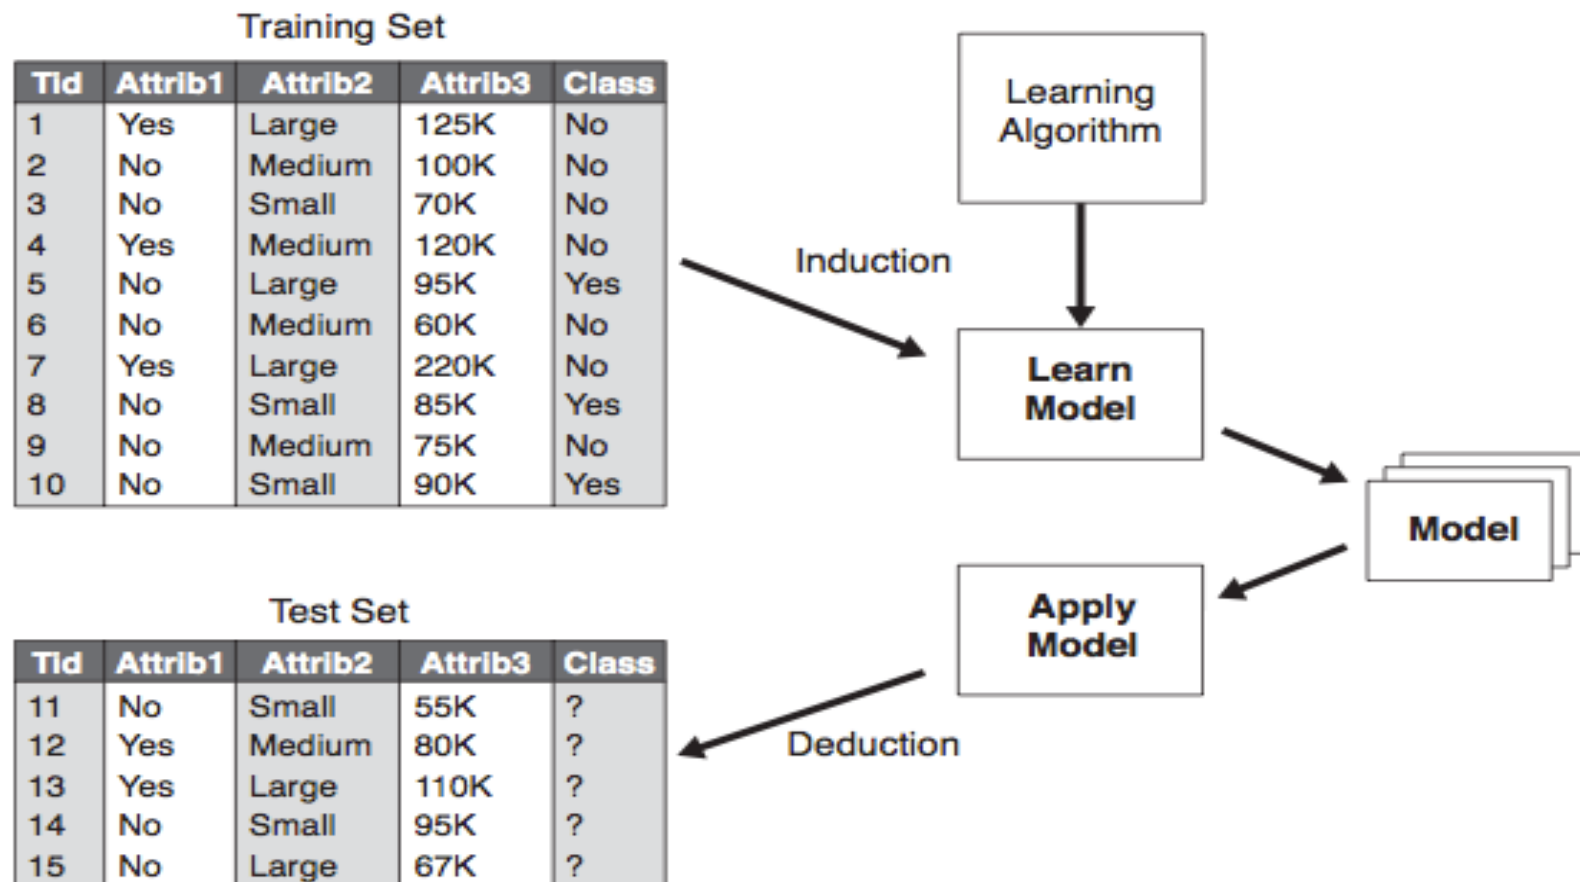 Training Set
Tid Attrib1 Attrib2 Attrib3 Class
1 Yes Large 125K No
2 No Medium 100K No
3 No Small 70K No
4 Yes Medium 120K No
5 No Large 95K Yes
6 No Medium 60K No
7 Yes Large 220K No
8 No Small 85K Yes
9 No Medium 75K No
10 No Small 90K Yes
Learning
Algorithm
Induction
Learn
Model
Model
Apply
Model
Deduction
Test Set
Tid Attrib1 Attrib2 Attrib3 Class
11 No Small 55K ?
12 Yes Medium 80K ?
13 Yes Large 110K ?
14 No Small 95K ?
15 No Large 67K ?